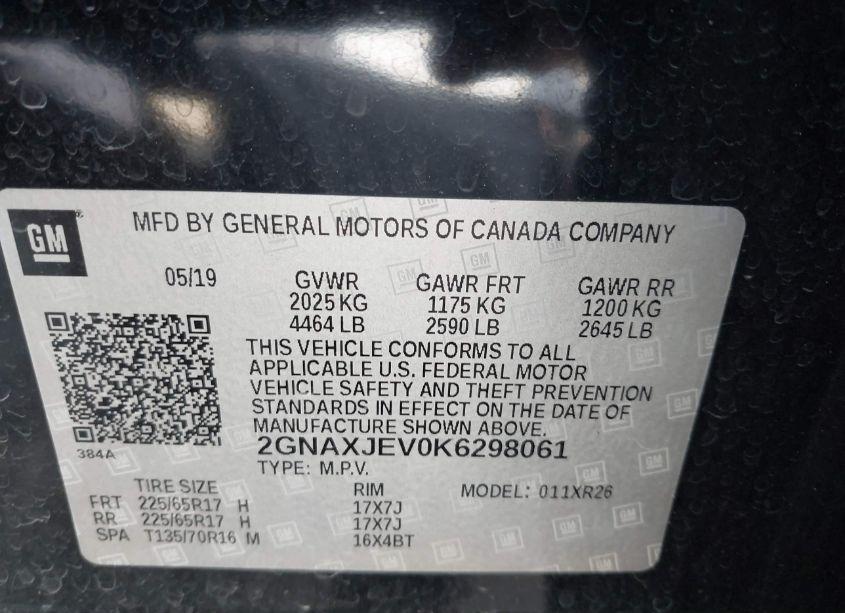 GM
MFD BY GENERAL MOTORS OF CANADA COMPANY
05/19 GVWR GAWR FRT GAWR RR
2025 KG 1175 KG 1200 KG
4464 LB 2590 LB 2645 LB
THIS VEHICLE CONFORMS TO ALL
APPLICABLE U.S. FEDERAL MOTOR
VEHICLE SAFETY AND THEFT PREVENTION
STANDARDS IN EFFECT ON THE DATE OF
MANUFACTURE SHOWN ABOVE.
384A
2GNAXJEV0K6298061
TYPE: M.P.V.
TIRE SIZE RIM MODEL: 011XR26
FRT 225/65R17 H 17X7J
RR 225/65R17 H 17X7J
SPA T135/70R16 M 16X4BT